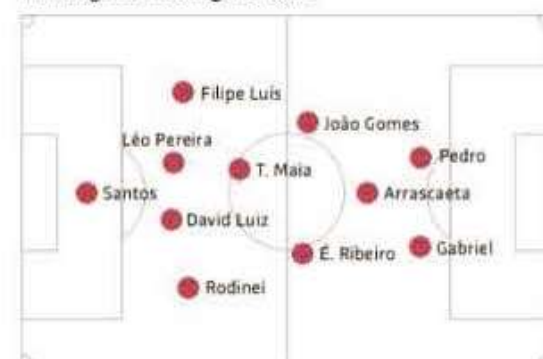 Filipe Luís
João Gomes
Léo Pereira
Pedro
T. Maia
Santos
Arrascaeta
David Luiz
É. Ribeiro
Gabriel
Rodinei